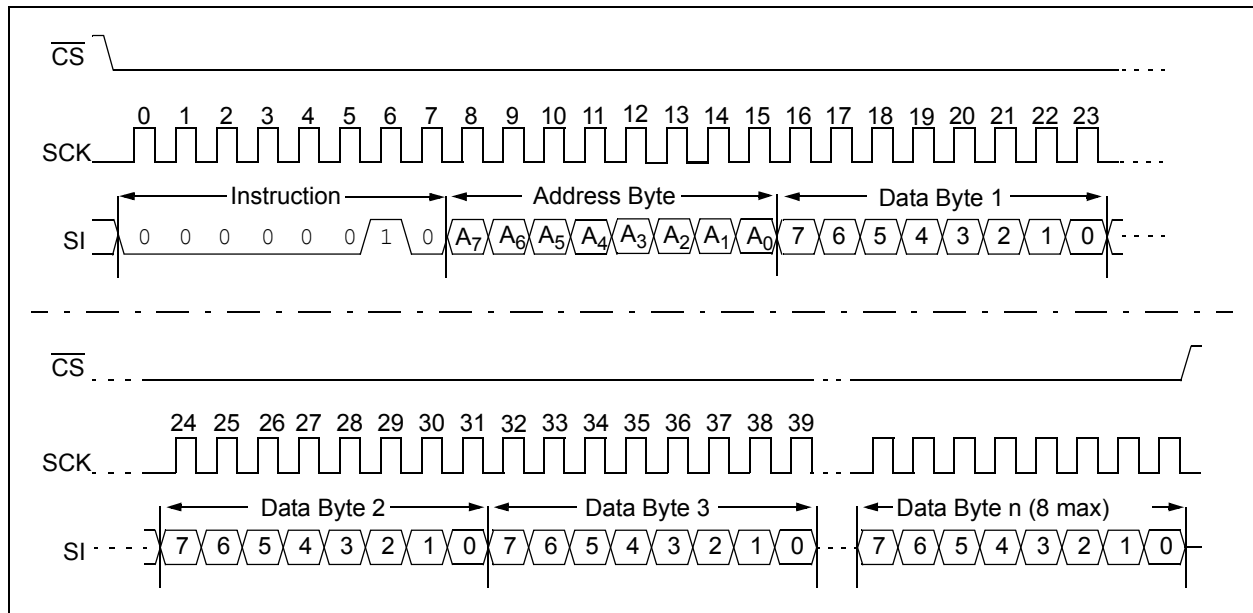 CS
0 1 2 3 4 5 6 7 8 9 10 11 12 13 14 15 16 17 18 19 20 21 22 23
SCK
Instruction Address Byte Data Byte 1
SI 0 0 0 0 0 0 1 0 A7 A6 A5 A4 A3 A2 A1 A0 7 6 5 4 3 2 1 0
CS
24 25 26 27 28 29 30 31 32 33 34 35 36 37 38 39
SCK
Data Byte 2 Data Byte 3 Data Byte n (8 max)
SI 7 6 5 4 3 2 1 0 7 6 5 4 3 2 1 0 7 6 5 4 3 2 1 0